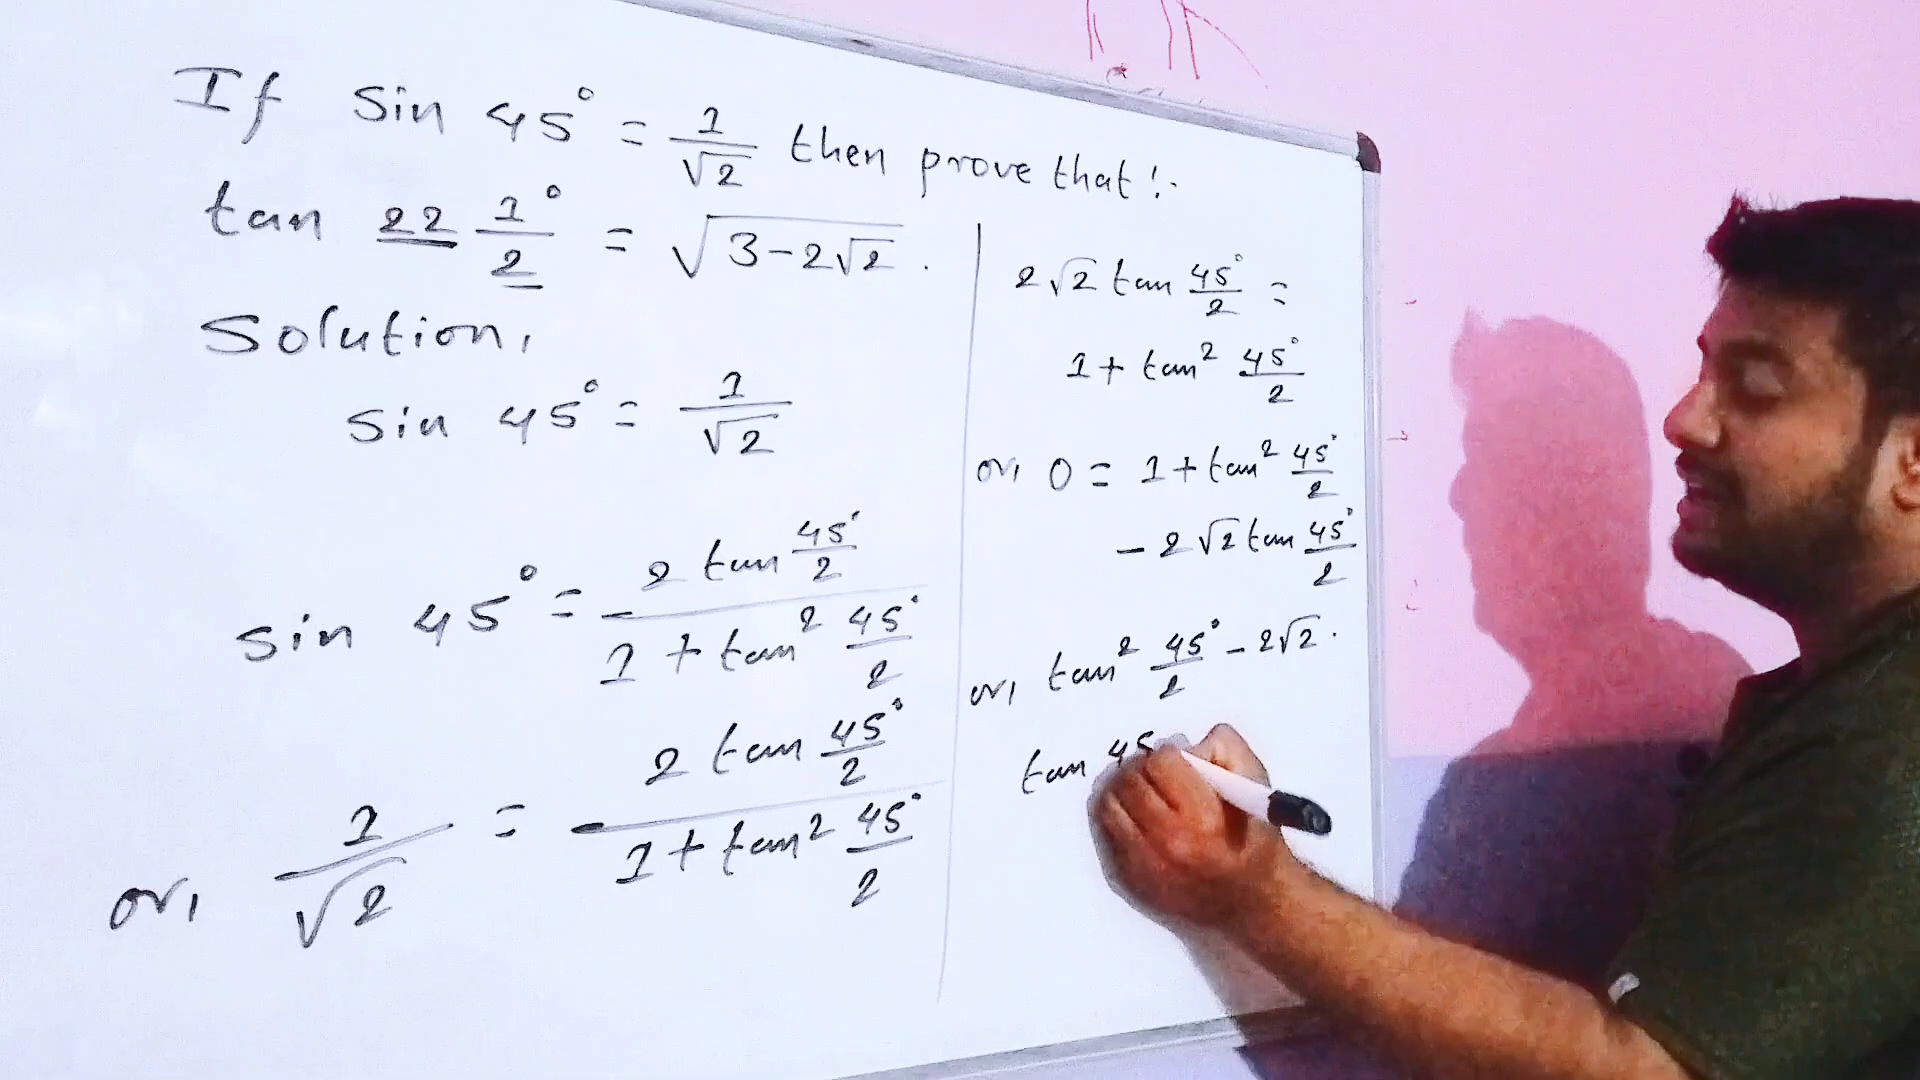 If sin 45° = 1/√2 then prove that :-
tan 22 1/2° = √(3-2√2).
Solution,
sin 45° = 1/√2
sin 45° = 2 tan 45°/2 / 1 + tan² 45°/2
or, 1/√2 = 2 tan 45°/2 / 1 + tan² 45°/2
2√2 tan 45°/2 =
1 + tan² 45°/2
or, 0 = 1 + tan² 45°/2
- 2√2 tan 45°/2
or, tan² 45°/2 - 2√2.
tan 45